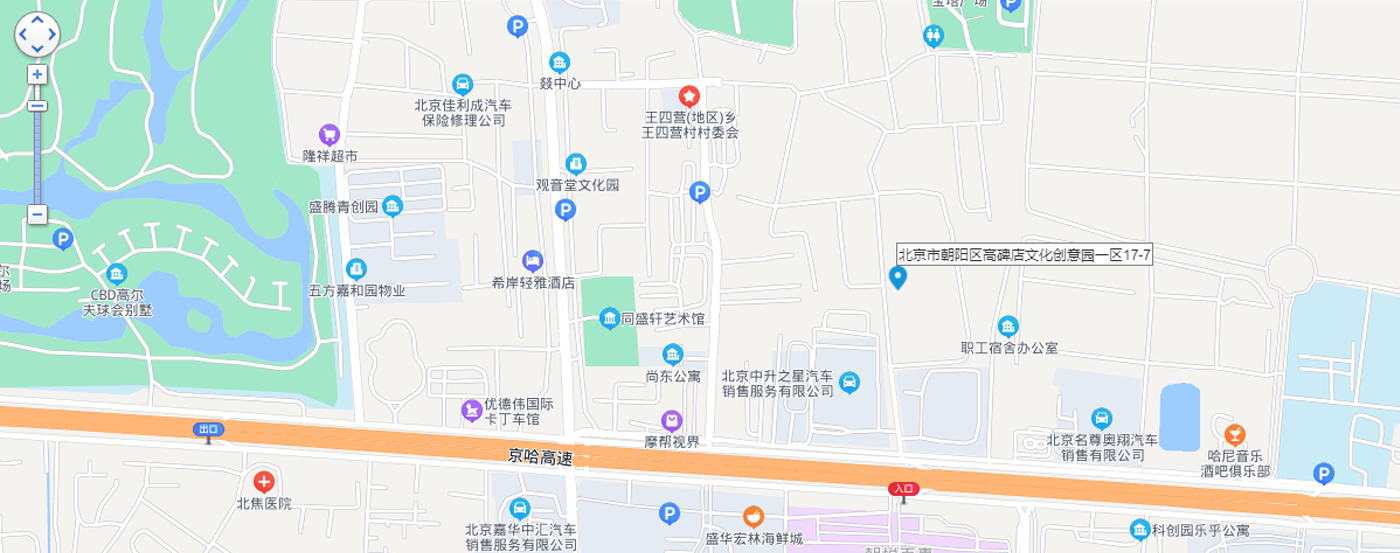 宝塔广场
P
P
燚中心
北京佳利成汽车
保险修理公司
王四营(地区)乡
王四营村村委会
隆祥超市
观音堂文化园
P
盛腾青创园
P
P
北京市朝阳区高碑店文化创意园一区17-7
希岸轻雅酒店
五方嘉和园物业
CBD高尔
夫球会别墅
同盛轩艺术馆
职工宿舍办公室
尚东公寓
北京中升之星汽车
销售服务有限公司
优德伟国际
卡丁车馆
摩帮视界
出口
北京名尊奥翔汽车
销售服务有限公司
哈尼音乐
酒吧俱乐部
京哈高速
P
入口
北焦医院
P
北京嘉华中汇汽车
销售服务有限公司
盛华宏林海鲜城
科创园乐乎公寓